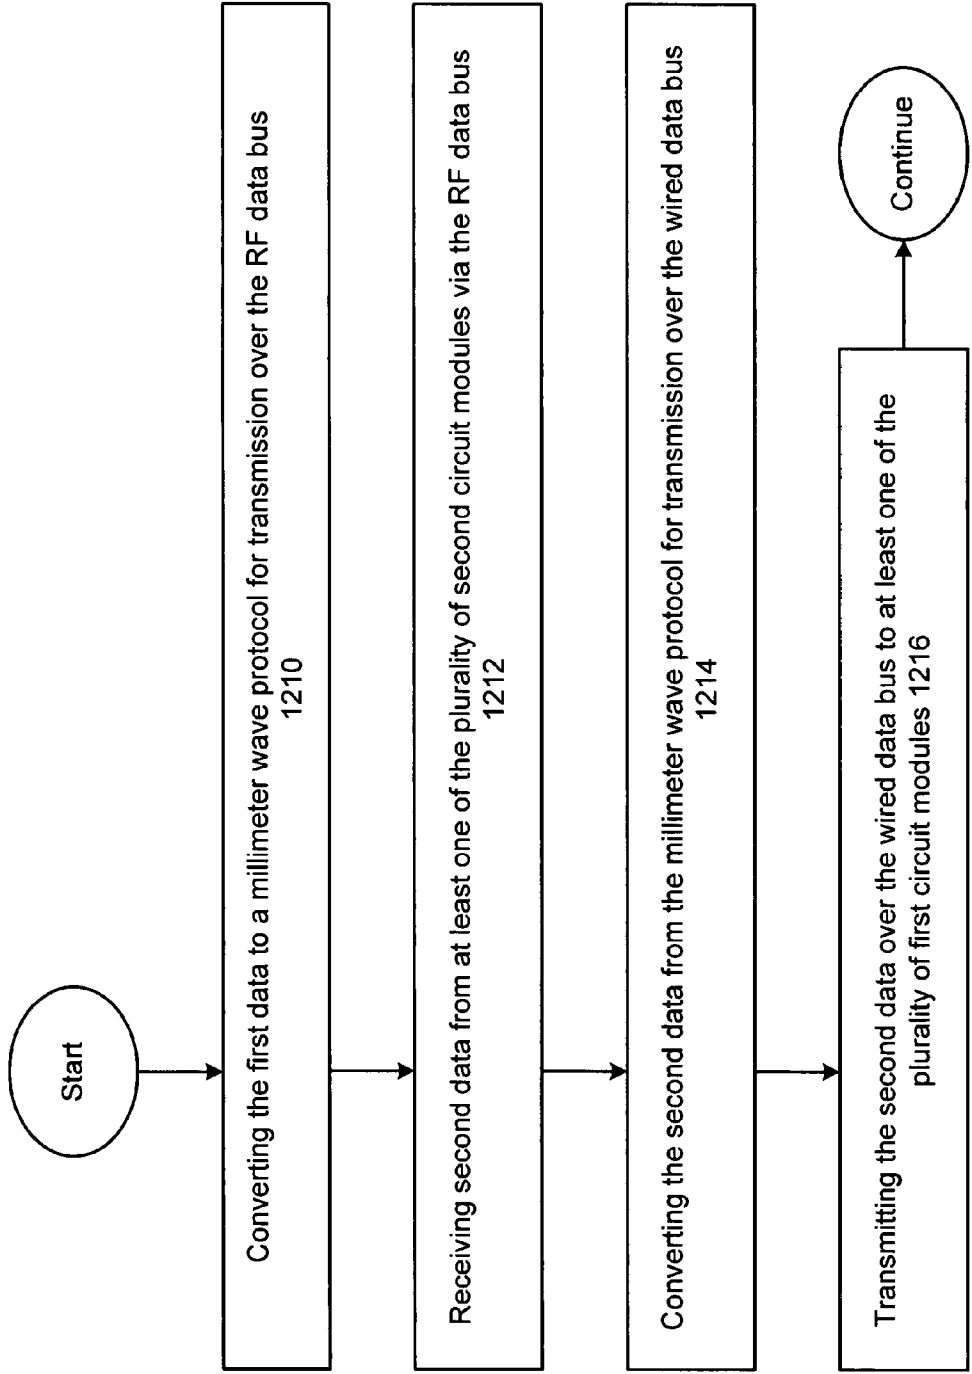 Start
Converting the first data to a millimeter wave protocol for transmission over the RF data bus
1210
Receiving second data from at least one of the plurality of second circuit modules via the RF data bus
1212
Converting the second data from the millimeter wave protocol for transmission over the wired data bus
1214
Transmitting the second data over the wired data bus to at least one of the
plurality of first circuit modules 1216
Continue